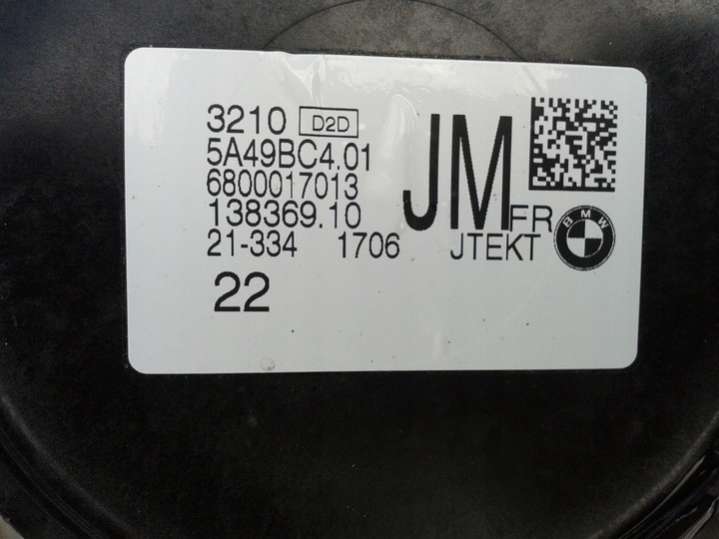 3210 D2D
5A49BC4.01
6800017013
138369.10
21-334 1706
22
JM FR
JTEKT
BMW